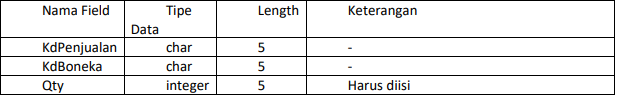 Nama Field Tipe Data Length Keterangan
KdPenjualan char 5 -
KdBoneka char 5 -
Qty integer 5 Harus diisi